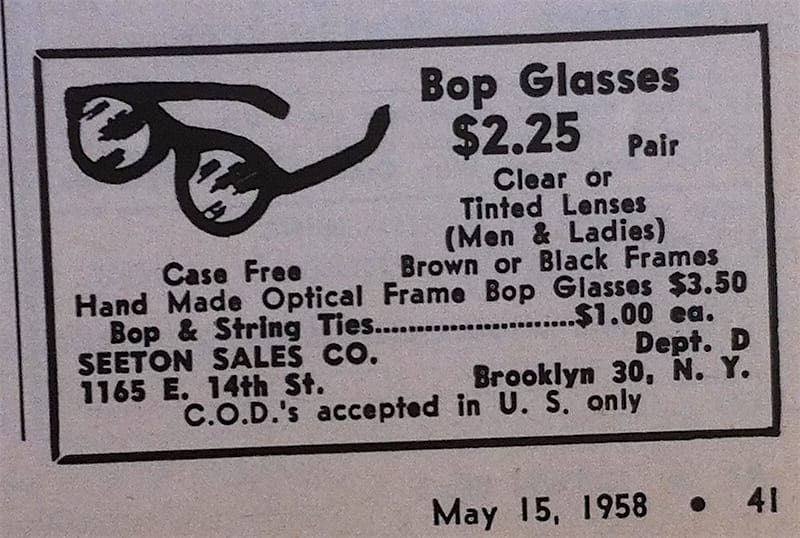 Bop Glasses
$2.25 Pair
Clear or
Tinted Lenses
(Men & Ladies)
Case Free Brown or Black Frames
Hand Made Optical Frame Bop Glasses $3.50
Bop & String Ties........................$1.00 ea.
SEETON SALES CO. Dept. D
1165 E. 14th St. Brooklyn 30, N. Y.
C.O.D.'s accepted in U. S. only
May 15, 1958 • 41